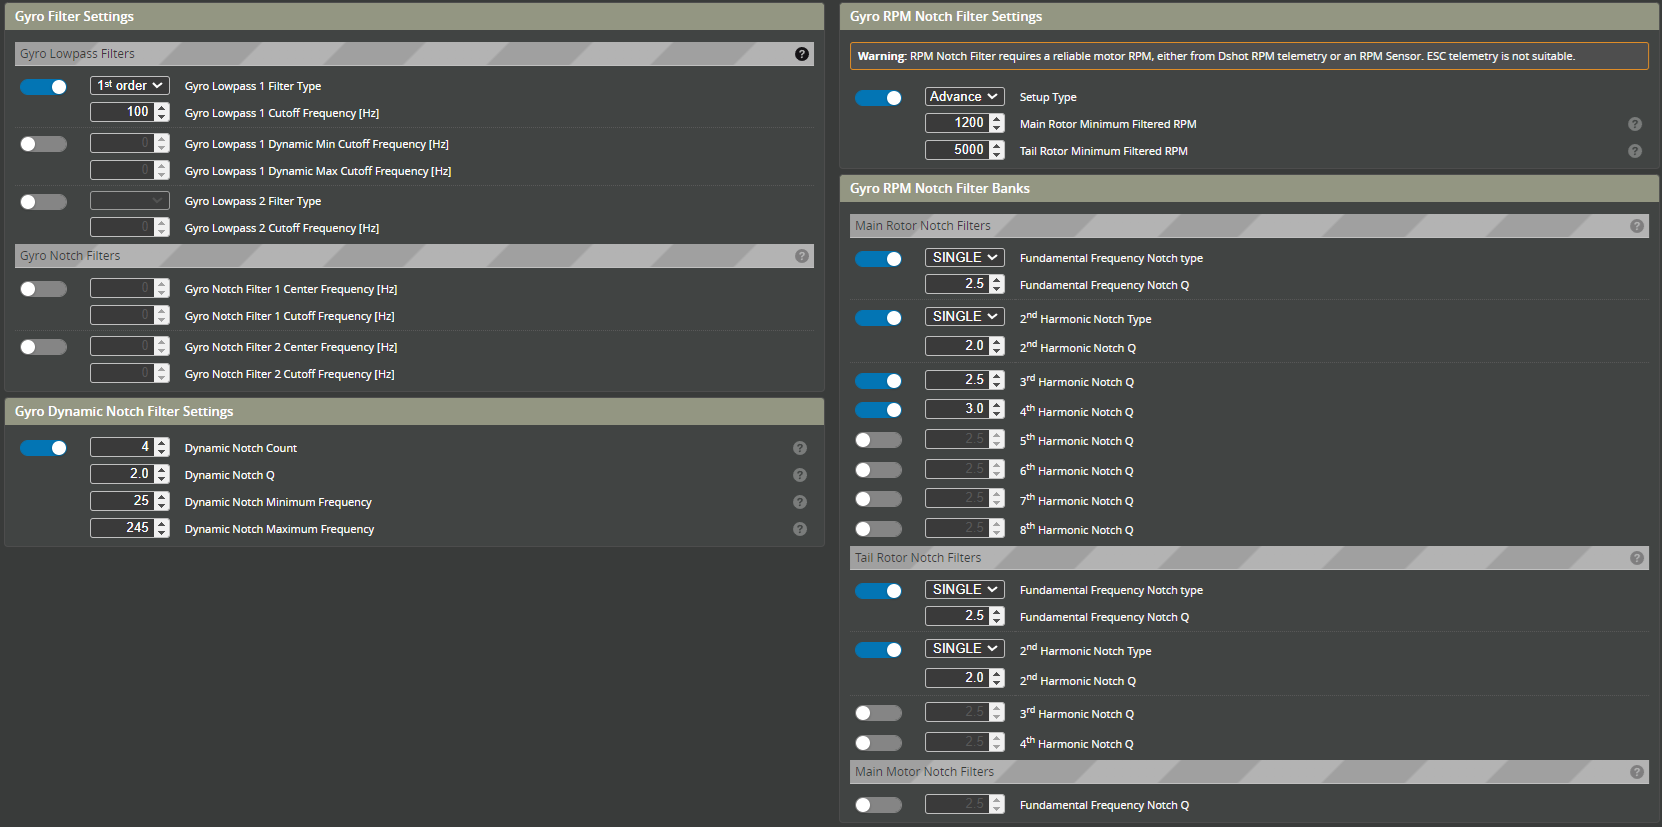 Gyro Filter Settings
Gyro Lowpass Filters
?
1st order
Gyro Lowpass 1 Filter Type
100
Gyro Lowpass 1 Cutoff Frequency [Hz]
0
Gyro Lowpass 1 Dynamic Min Cutoff Frequency [Hz]
0
Gyro Lowpass 1 Dynamic Max Cutoff Frequency [Hz]
Gyro Lowpass 2 Filter Type
0
Gyro Lowpass 2 Cutoff Frequency [Hz]
Gyro Notch Filters
?
0
Gyro Notch Filter 1 Center Frequency [Hz]
0
Gyro Notch Filter 1 Cutoff Frequency [Hz]
0
Gyro Notch Filter 2 Center Frequency [Hz]
0
Gyro Notch Filter 2 Cutoff Frequency [Hz]
Gyro Dynamic Notch Filter Settings
4
Dynamic Notch Count
?
2.0
Dynamic Notch Q
?
25
Dynamic Notch Minimum Frequency
?
245
Dynamic Notch Maximum Frequency
?
Gyro RPM Notch Filter Settings
Warning: RPM Notch Filter requires a reliable motor RPM, either from Dshot RPM telemetry or an RPM Sensor. ESC telemetry is not suitable.
Advance
Setup Type
1200
Main Rotor Minimum Filtered RPM
?
5000
Tail Rotor Minimum Filtered RPM
?
Gyro RPM Notch Filter Banks
Main Rotor Notch Filters
?
SINGLE
Fundamental Frequency Notch type
2.5
Fundamental Frequency Notch Q
SINGLE
2nd Harmonic Notch Type
2.0
2nd Harmonic Notch Q
2.5
3rd Harmonic Notch Q
3.0
4th Harmonic Notch Q
2.5
5th Harmonic Notch Q
2.5
6th Harmonic Notch Q
2.5
7th Harmonic Notch Q
2.5
8th Harmonic Notch Q
Tail Rotor Notch Filters
?
SINGLE
Fundamental Frequency Notch type
2.5
Fundamental Frequency Notch Q
SINGLE
2nd Harmonic Notch Type
2.0
2nd Harmonic Notch Q
2.5
3rd Harmonic Notch Q
2.5
4th Harmonic Notch Q
Main Motor Notch Filters
?
2.5
Fundamental Frequency Notch Q